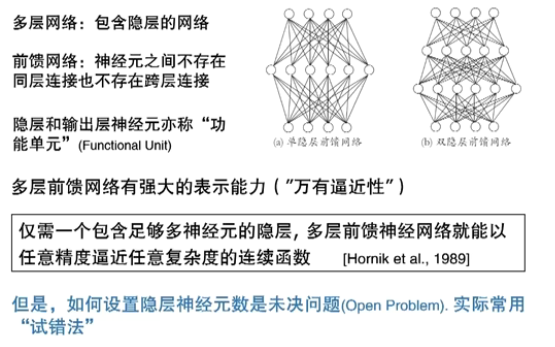 多层网络：包含隐层的网络
前馈网络：神经元之间不存在
同层连接也不存在跨层连接
隐层和输出层神经元亦称“功
能单元”(Functional Unit)
(a) 单隐层前馈网络
(b) 双隐层前馈网络
多层前馈网络有强大的表示能力（”万有逼近性”）
仅需一个包含足够多神经元的隐层，多层前馈神经网络就能以
任意精度逼近任意复杂度的连续函数 [Hornik et al., 1989]
但是，如何设置隐层神经元数是未决问题(Open Problem). 实际常用
“试错法”